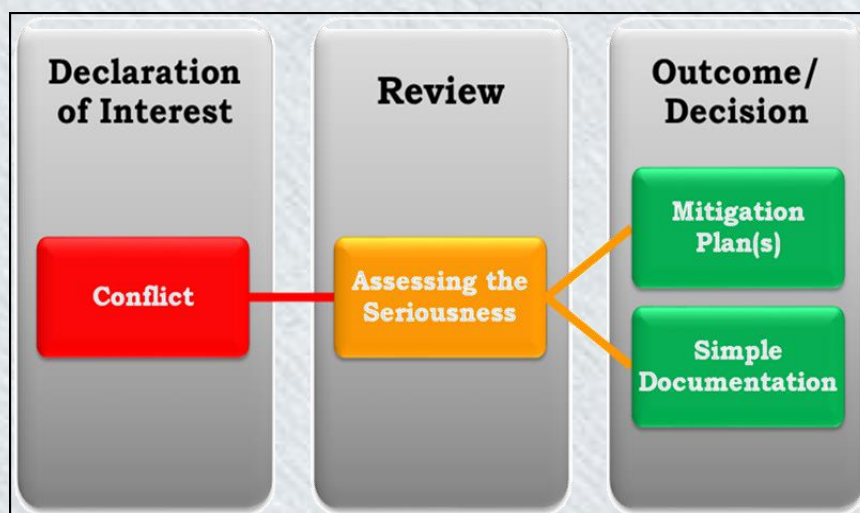 Declaration
of Interest
Conflict
Review
Assessing the
Seriousness
Outcome/
Decision
Mitigation
Plan(s)
Simple
Documentation